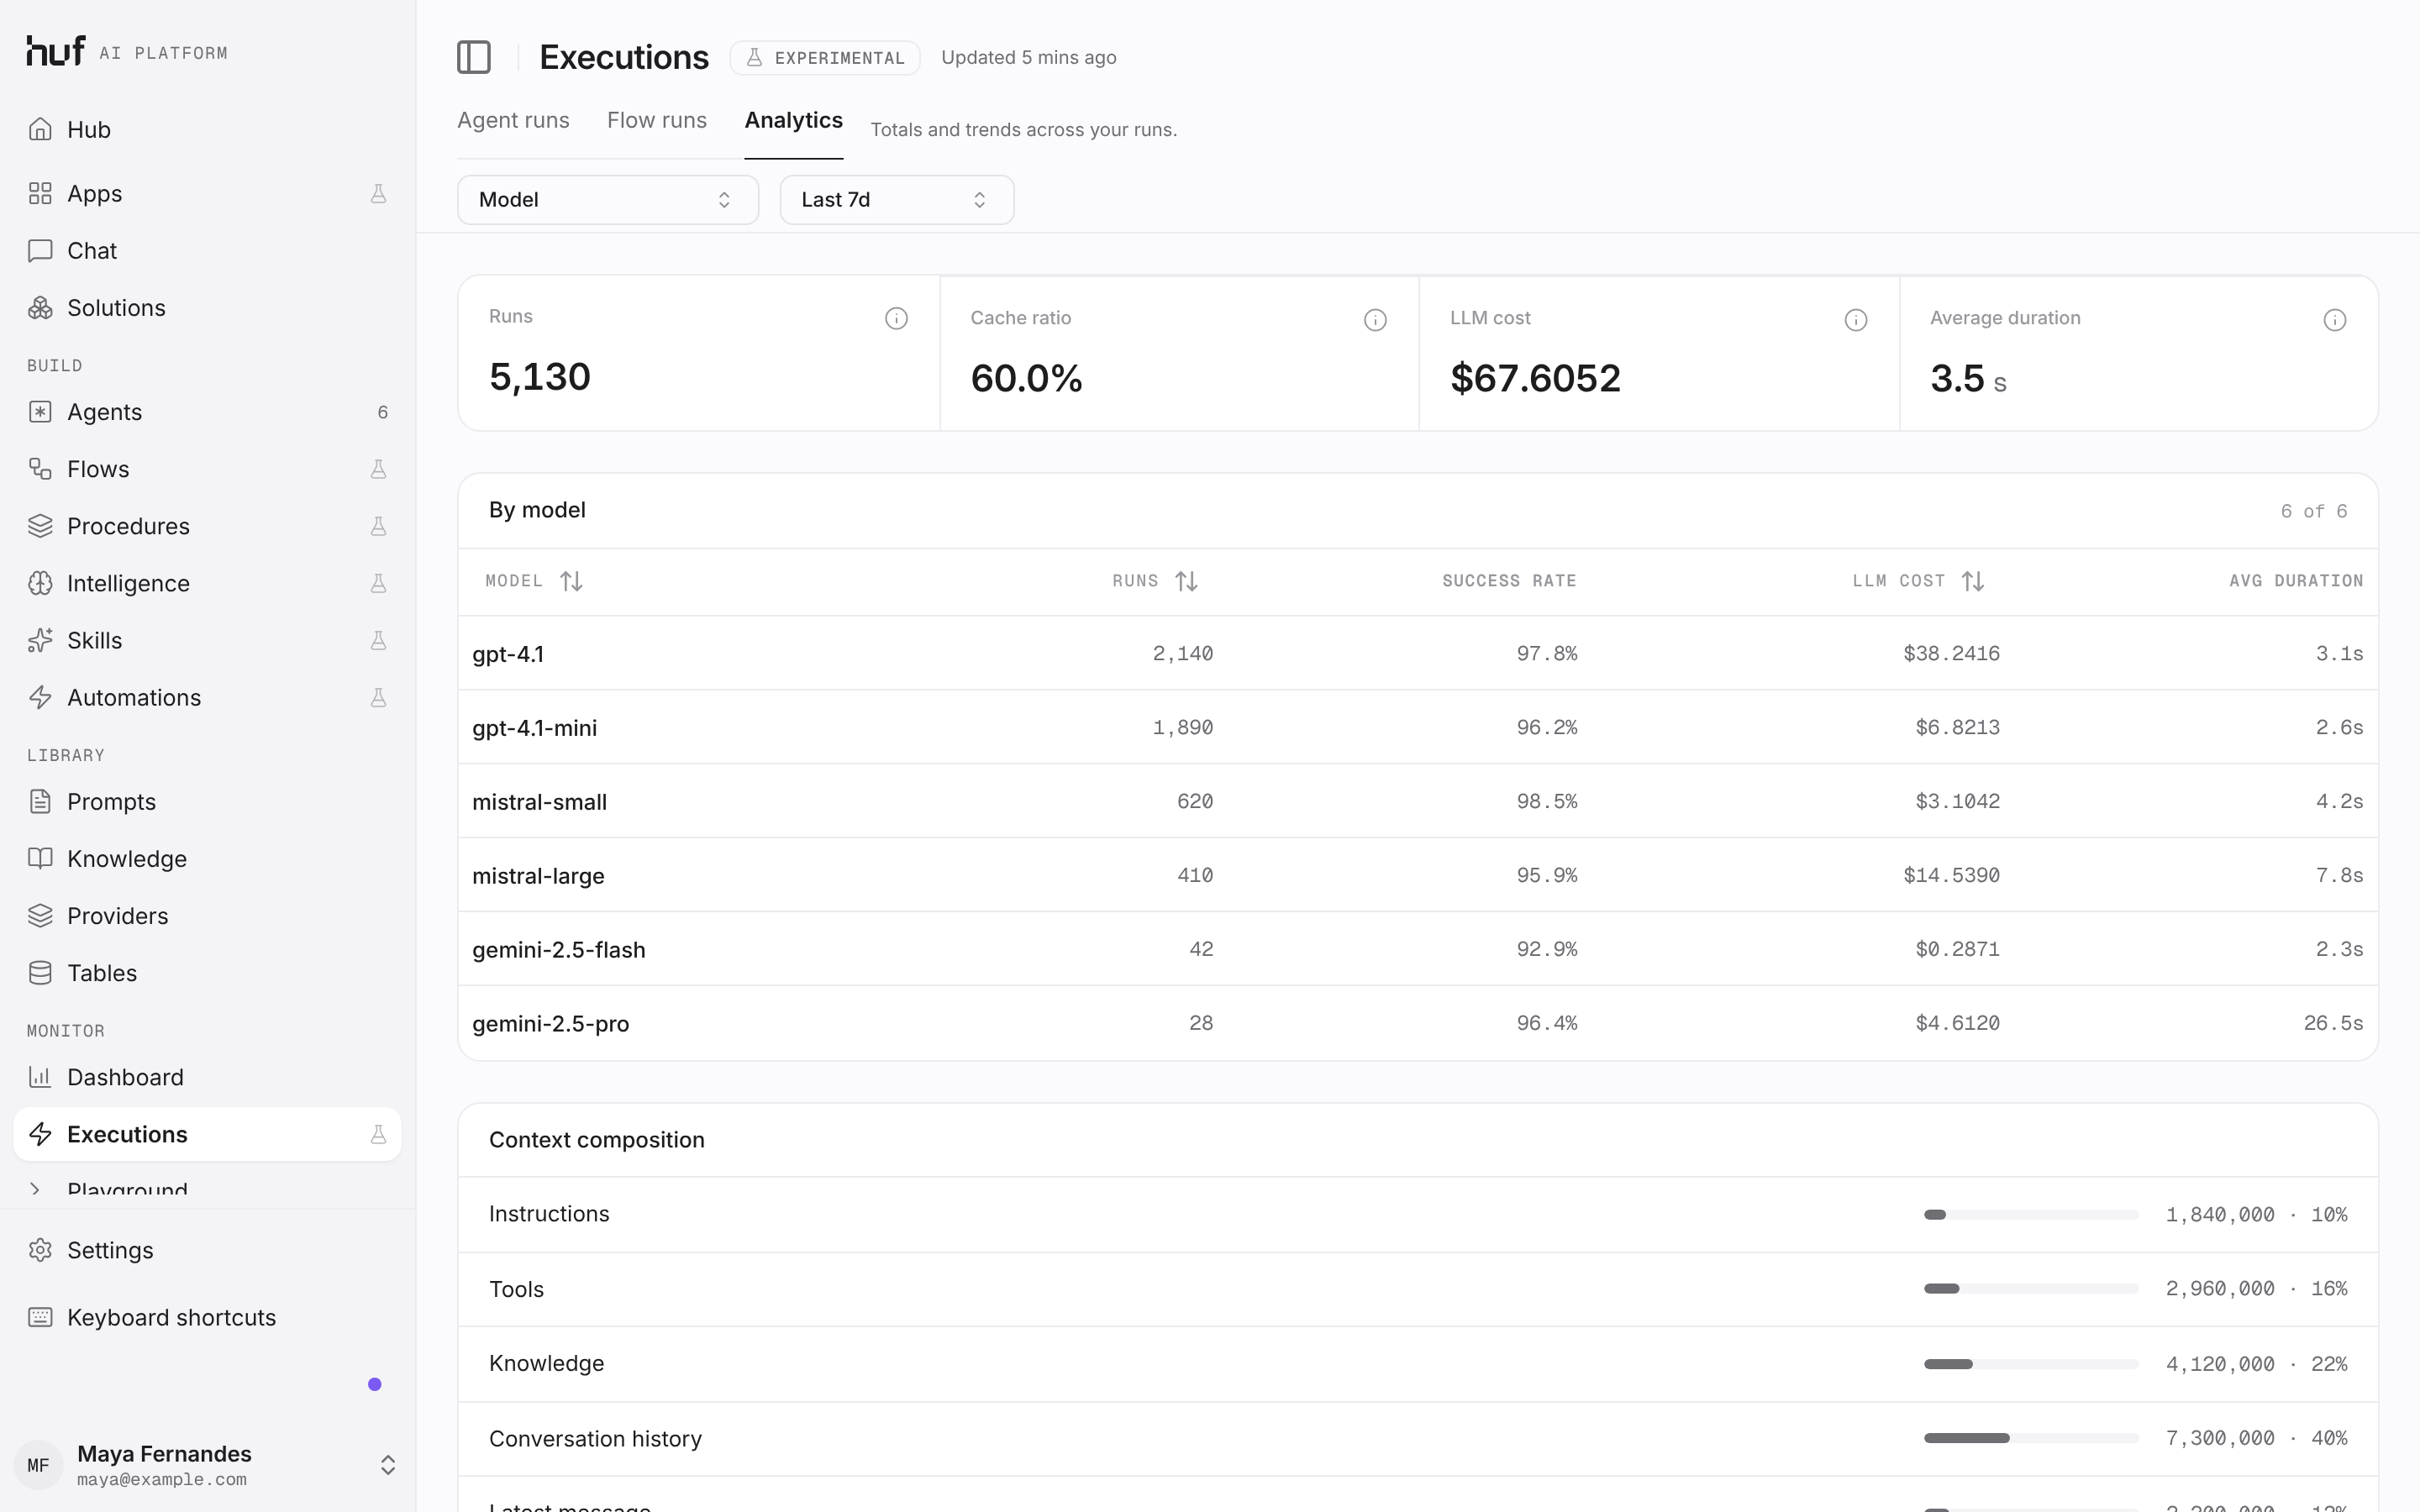 huf AI PLATFORM
Hub
Apps
Chat
Solutions
BUILD
Agents 6
Flows
Procedures
Intelligence
Skills
Automations
LIBRARY
Prompts
Knowledge
Providers
Tables
MONITOR
Dashboard
Executions
Playground
Settings
Keyboard shortcuts
MF
Maya Fernandes
maya@example.com
Executions EXPERIMENTAL Updated 5 mins ago
Agent runs Flow runs Analytics Totals and trends across your runs.
Model Last 7d
Runs Cache ratio LLM cost Average duration
5,130 60.0% $67.6052 3.5 s
By model 6 of 6
MODEL RUNS SUCCESS RATE LLM COST AVG DURATION
gpt-4.1 2,140 97.8% $38.2416 3.1s
gpt-4.1-mini 1,890 96.2% $6.8213 2.6s
mistral-small 620 98.5% $3.1042 4.2s
mistral-large 410 95.9% $14.5390 7.8s
gemini-2.5-flash 42 92.9% $0.2871 2.3s
gemini-2.5-pro 28 96.4% $4.6120 26.5s
Context composition
Instructions 1,840,000 · 10%
Tools 2,960,000 · 16%
Knowledge 4,120,000 · 22%
Conversation history 7,300,000 · 40%
Latest message